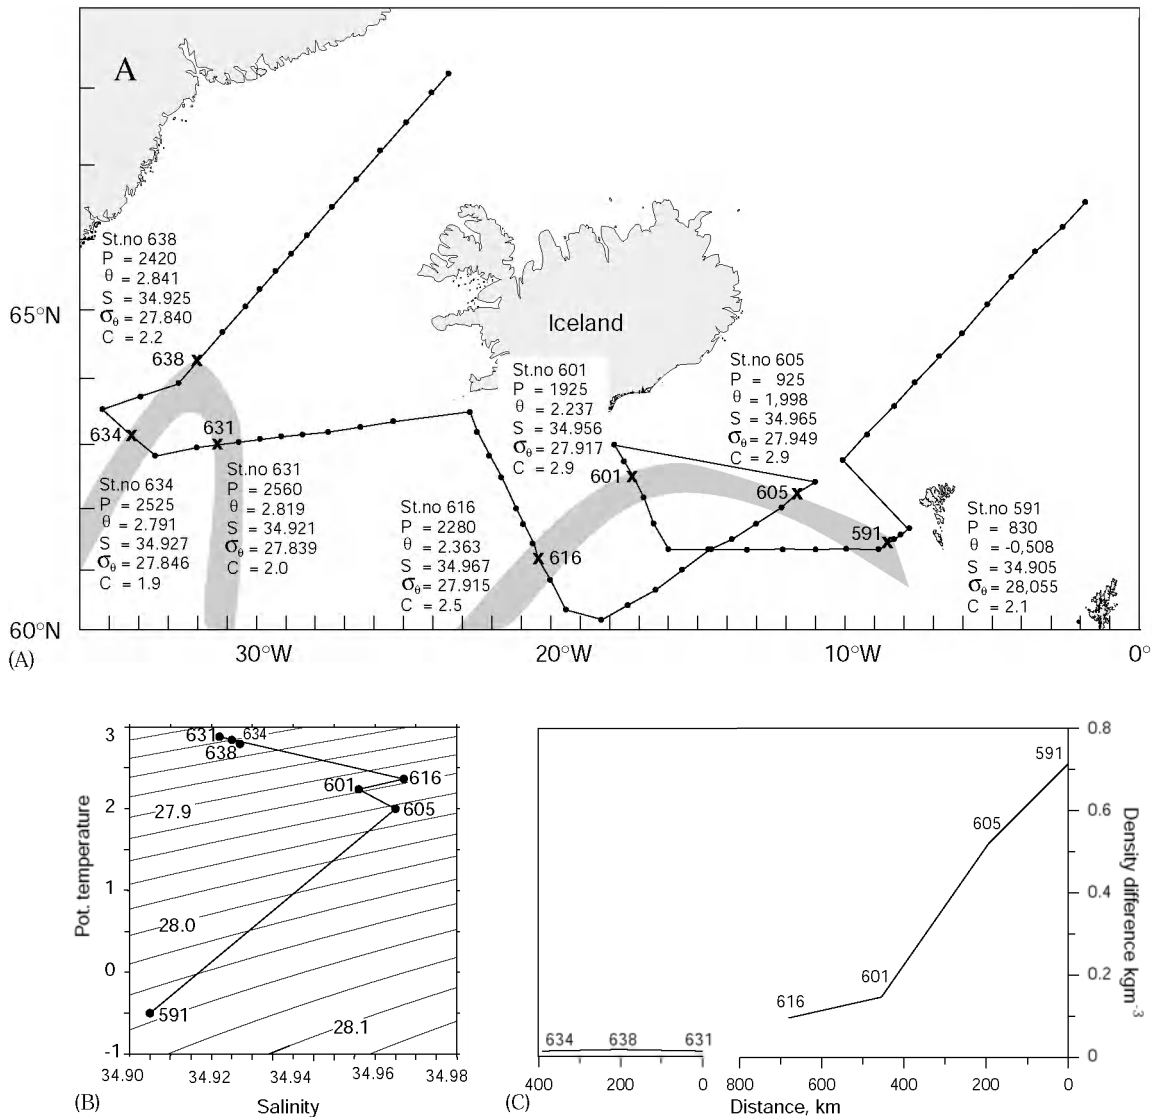 A
St.no 638
P = 2420
θ = 2.841
S = 34.925
σθ = 27.840
C = 2.2
65°N
Iceland
638
St.no 601
P = 1925
θ = 2.237
S = 34.956
σθ = 27.917
C = 2.9
St.no 605
P = 925
θ = 1,998
S = 34.965
σθ = 27.949
C = 2.9
634
631
601
605
591
616
St.no 634
P = 2525
θ = 2.791
S = 34.927
σθ = 27.846
C = 1.9
St.no 631
P = 2560
θ = 2.819
S = 34.921
σθ = 27.839
C = 2.0
St.no 616
P = 2280
θ = 2.363
S = 34.967
σθ = 27.915
C = 2.5
St.no 591
P = 830
θ = -0,508
S = 34.905
σθ = 28,055
C = 2.1
60°N
(A)
30°W 20°W 10°W 0°
3
2
1
0
-1
Pot. temperature
631
634
638
616
601
605
27.9
28.0
591
28.1
34.90 34.92 34.94 34.96 34.98
(B) Salinity
0.8
0.6
0.4
0.2
0
Density difference kgm-3
591
605
601
616
634 638 631
400 200 0 800 600 400 200 0
(C) Distance, km